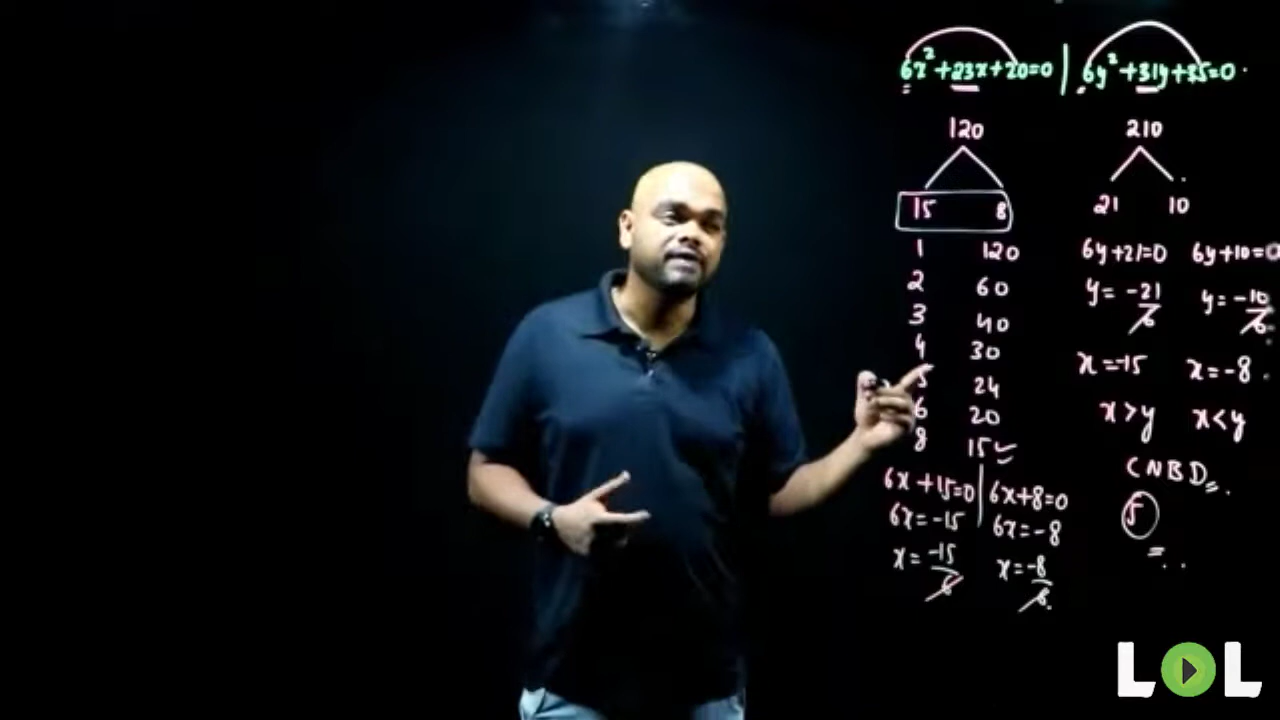 6x² + 23x + 20 = 0 | 6y² + 31y + 35 = 0
120
15 8
1 120
2 60
3 40
4 30
5 24
6 20
8 15 ✓
6x + 15 = 0 | 6x + 8 = 0
6x = -15 6x = -8
x = -15/6 x = -8/6
210
21 10
6y + 21 = 0 6y + 10 = 0
y = -21/6 y = -10/6
x = -15 x = -8
x > y x < y
CNBD
5
LOL